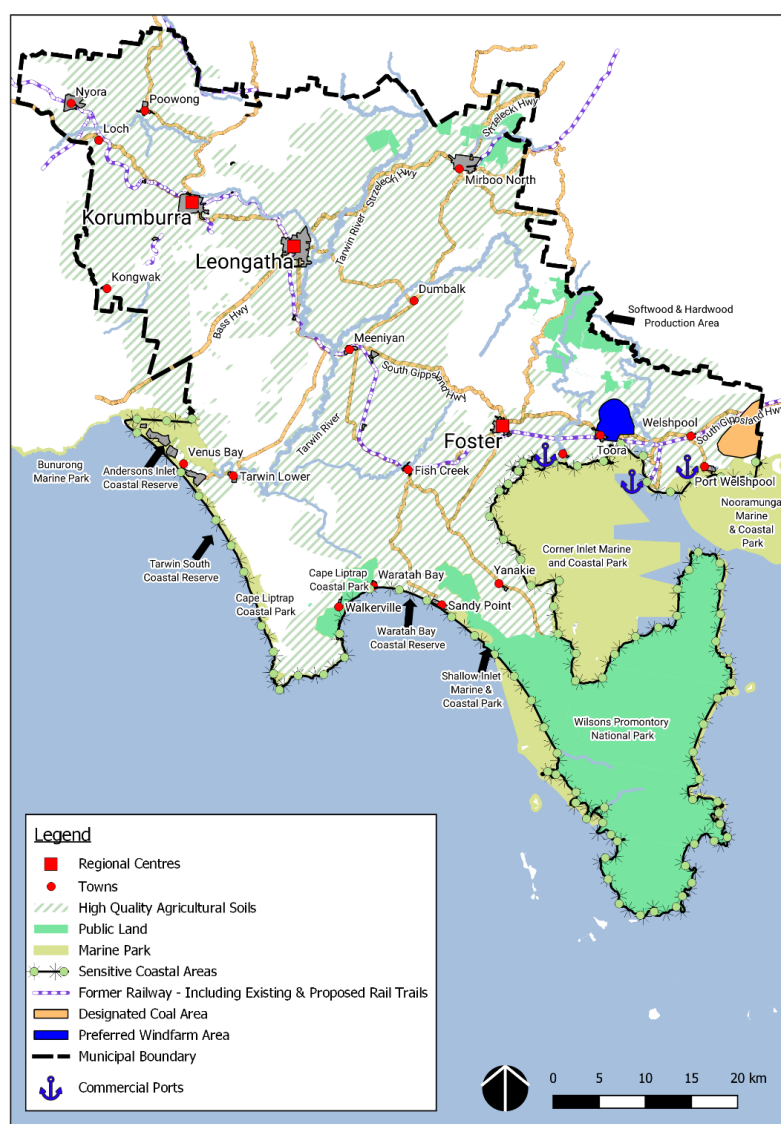 Nyora
Poowong
Loch
Strzelecki Hwy
Mirboo North
Korumburra
Strzelecki Hwy
Tarwin River
Leongatha
Kongwak
Dumbalk
Softwood & Hardwood
Production Area
Bass Hwy
Meeniyan
South Gippsland Hwy
Tarwin River
Welshpool
South Gippsland Hwy
Foster
Toora
Venus Bay
Bunurong
Marine Park
Andersons Inlet
Coastal Reserve
Tarwin Lower
Fish Creek
Port Welshpool
Nooramunga
Marine
& Coastal
Park
Corner Inlet Marine
and Coastal Park
Tarwin South
Coastal Reserve
Cape Liptrap
Coastal Park
Waratah Bay
Yanakie
Cape Liptrap
Coastal Park
Walkerville
Sandy Point
Waratah Bay
Coastal Reserve
Shallow Inlet
Marine &
Coastal Park
Wilsons Promontory
National Park
Legend
Regional Centres
Towns
High Quality Agricultural Soils
Public Land
Marine Park
Sensitive Coastal Areas
Former Railway - Including Existing & Proposed Rail Trails
Designated Coal Area
Preferred Windfarm Area
Municipal Boundary
Commercial Ports
0 5 10 15 20 km